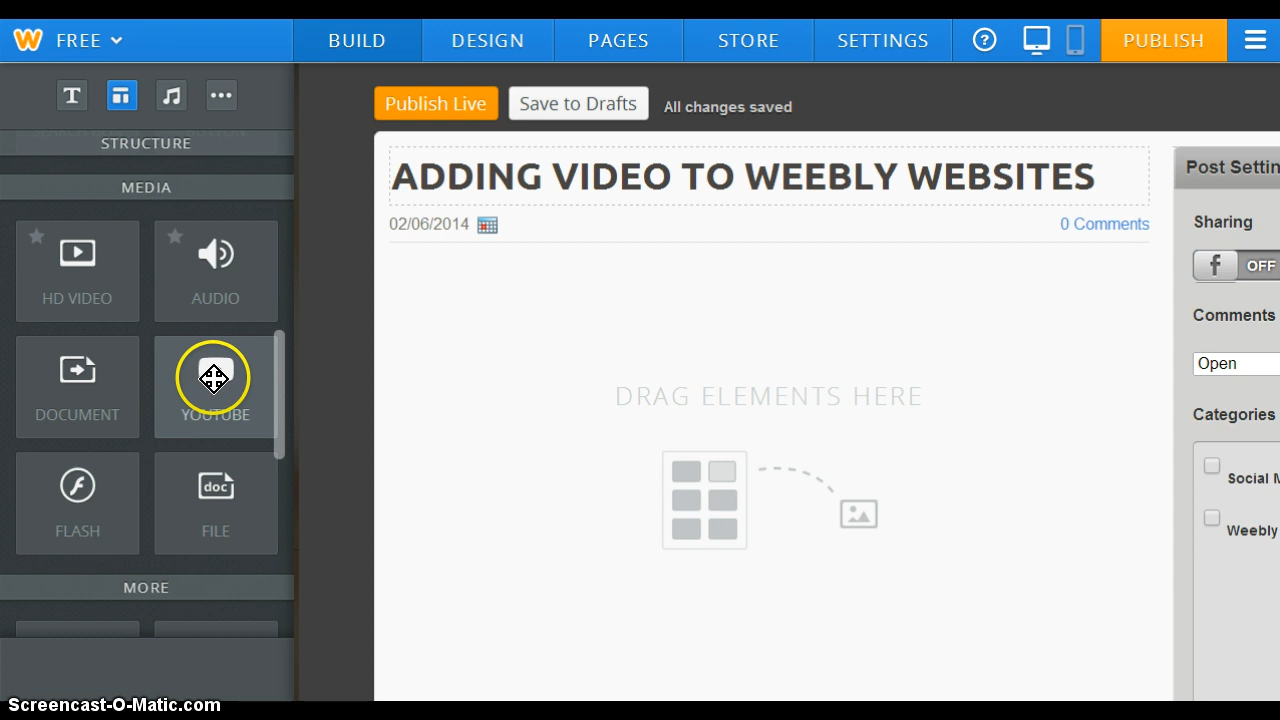 FREE
BUILD
DESIGN
PAGES
STORE
SETTINGS
?
PUBLISH
T
STRUCTURE
MEDIA
HD VIDEO
AUDIO
DOCUMENT
YOUTUBE
FLASH
doc
FILE
MORE
Publish Live
Save to Drafts
All changes saved
ADDING VIDEO TO WEEBLY WEBSITES
02/06/2014
0 Comments
DRAG ELEMENTS HERE
Post Settin
Sharing
f OFF
Comments
Open
Categories
Social M
Weebly
Screencast-O-Matic.com